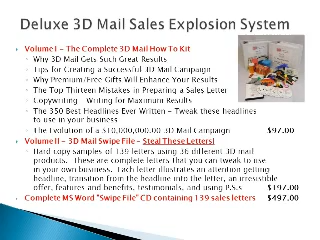 Deluxe 3D Mail Sales Explosion System
Volume I – The Complete 3D Mail How To Kit
Why 3D Mail Gets Such Great Results
Tips for Creating a Successful 3D Mail Campaign
Why Premium/Free Gifts Will Enhance Your Results
The Top Thirteen Mistakes in Preparing a Sales Letter
Copywriting – Writing for Maximum Results
The 350 Best Headlines Ever Written – Tweak these headlines
to use in your business
The Evolution of a $10,000,000.00 3D Mail Campaign $97.00
Volume II – 3D Mail Swipe File – Steal These Letters!
Hard copy samples of 139 letters using 36 different 3D mail
products. These are complete letters that you can tweak to use
in your own business. Each letter illustrates an attention getting
headline, transition from the headline into the letter, an irresistible
offer, features and benefits, testimonials, and using P.S.s $197.00
Complete MS Word "Swipe File" CD containing 139 sales letters $497.00